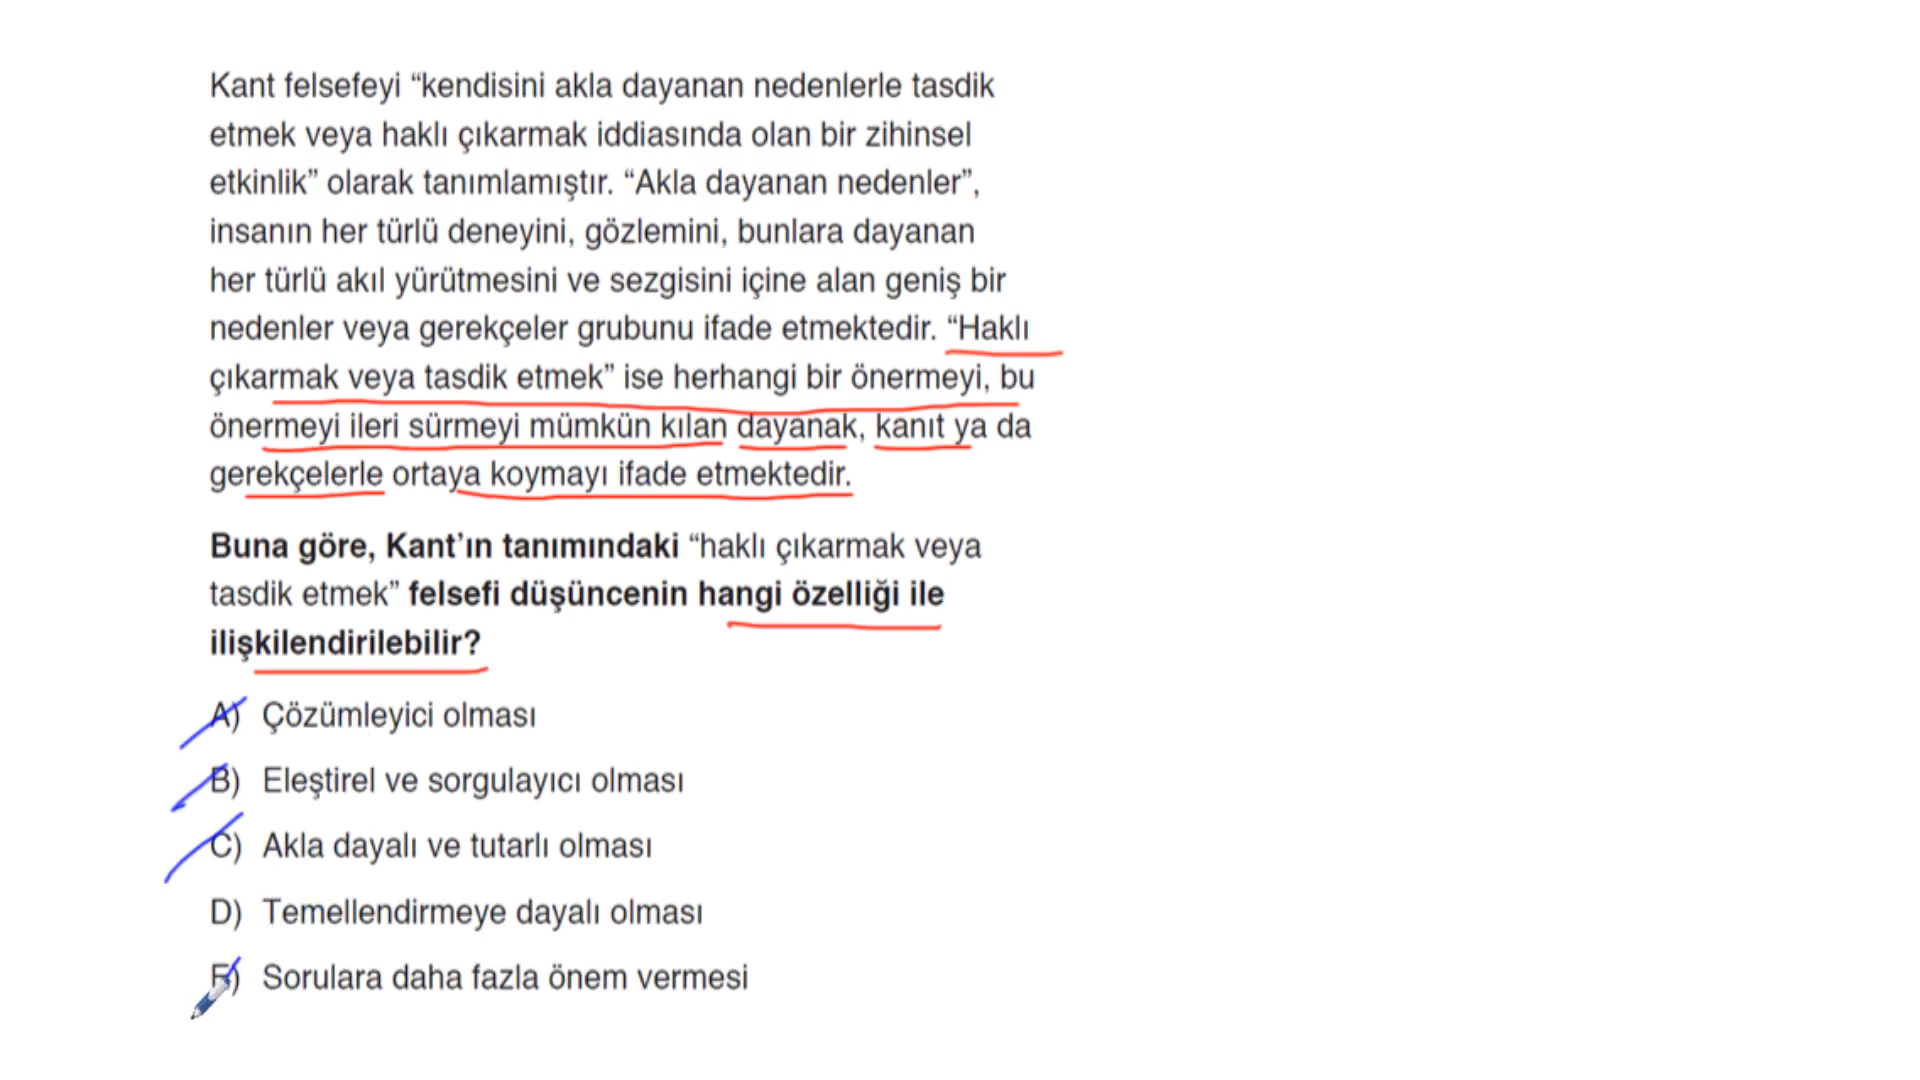 Kant felsefeyi “kendisini akla dayanan nedenlerle tasdik
etmek veya haklı çıkarmak iddiasında olan bir zihinsel
etkinlik” olarak tanımlamıştır. “Akla dayanan nedenler”,
insanın her türlü deneyini, gözlemini, bunlara dayanan
her türlü akıl yürütmesini ve sezgisini içine alan geniş bir
nedenler veya gerekçeler grubunu ifade etmektedir. “Haklı
çıkarmak veya tasdik etmek” ise herhangi bir önermeyi, bu
önermeyi ileri sürmeyi mümkün kılan dayanak, kanıt ya da
gerekçelerle ortaya koymayı ifade etmektedir.
Buna göre, Kant’ın tanımındaki “haklı çıkarmak veya
tasdik etmek” felsefi düşüncenin hangi özelliği ile
ilişkilendirilebilir?
A) Çözümleyici olması
B) Eleştirel ve sorgulayıcı olması
C) Akla dayalı ve tutarlı olması
D) Temellendirmeye dayalı olması
E) Sorulara daha fazla önem vermesi